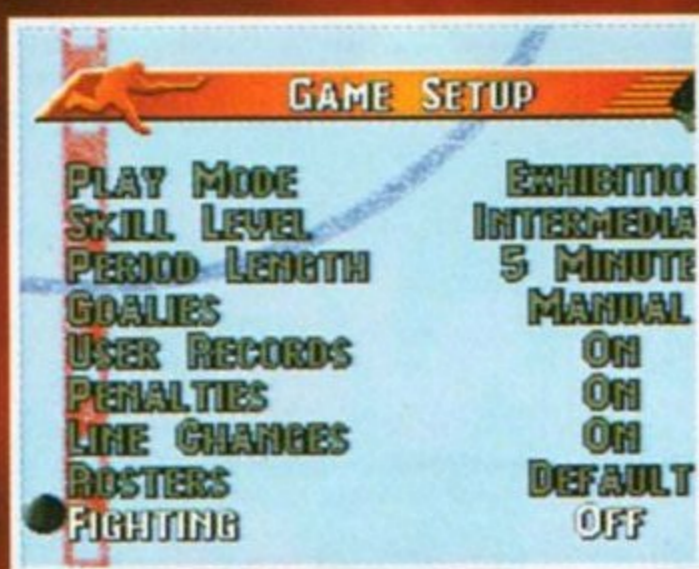 GAME SETUP
PLAY MODE EXHIBITIO
SKILL LEVEL INTERMEDIA
PERIOD LENGTH 5 MINUTE
GOALIES MANUAL
USER RECORDS ON
PENALTIES ON
LINE CHANGES ON
ROSTERS DEFAULT
FIGHTING OFF